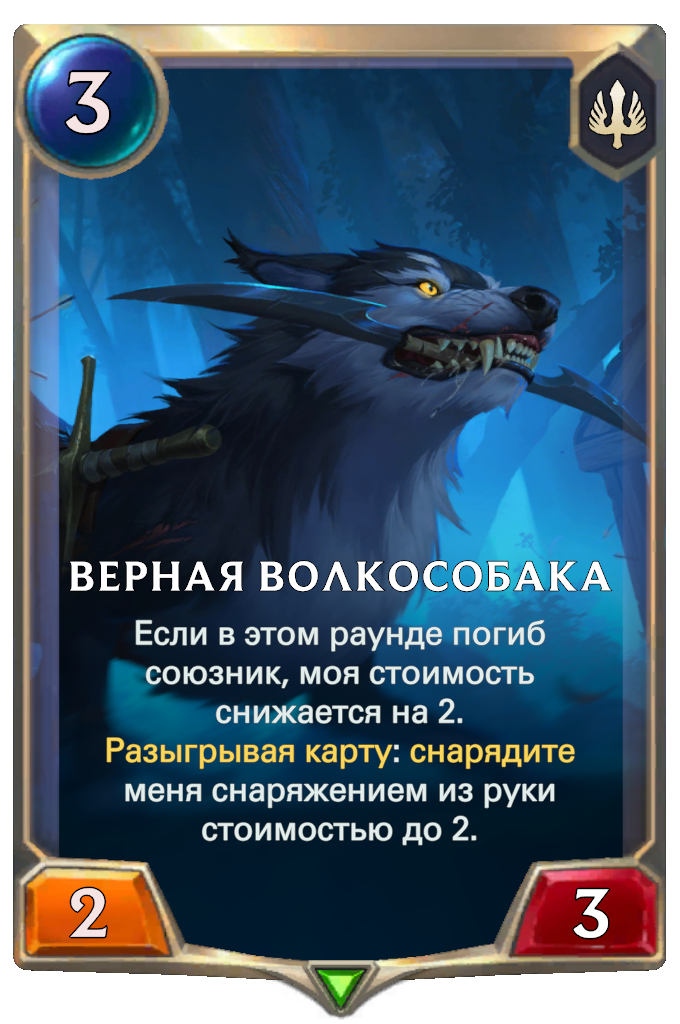 3
ВЕРНАЯ ВОЛКОСОБАКА
Если в этом раунде погиб
союзник, моя стоимость
снижается на 2.
Разыгрывая карту: снарядите
меня снаряжением из руки
стоимостью до 2.
2
3